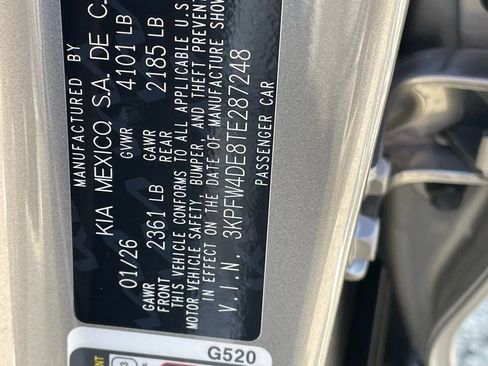 MANUFACTURED BY
KIA MEXICO, S.A. DE C.
01/26 GVWR 4101 LB
GAWR FRONT 2361 LB GAWR REAR 2185 LB
THIS VEHICLE CONFORMS TO ALL APPLICABLE U.S
MOTOR VEHICLE SAFETY, BUMPER, AND THEFT PREVENT
IN EFFECT ON THE DATE OF MANUFACTURE
V.I.N. 3KPFW4DE8TE287248
PASSENGER CAR
G520